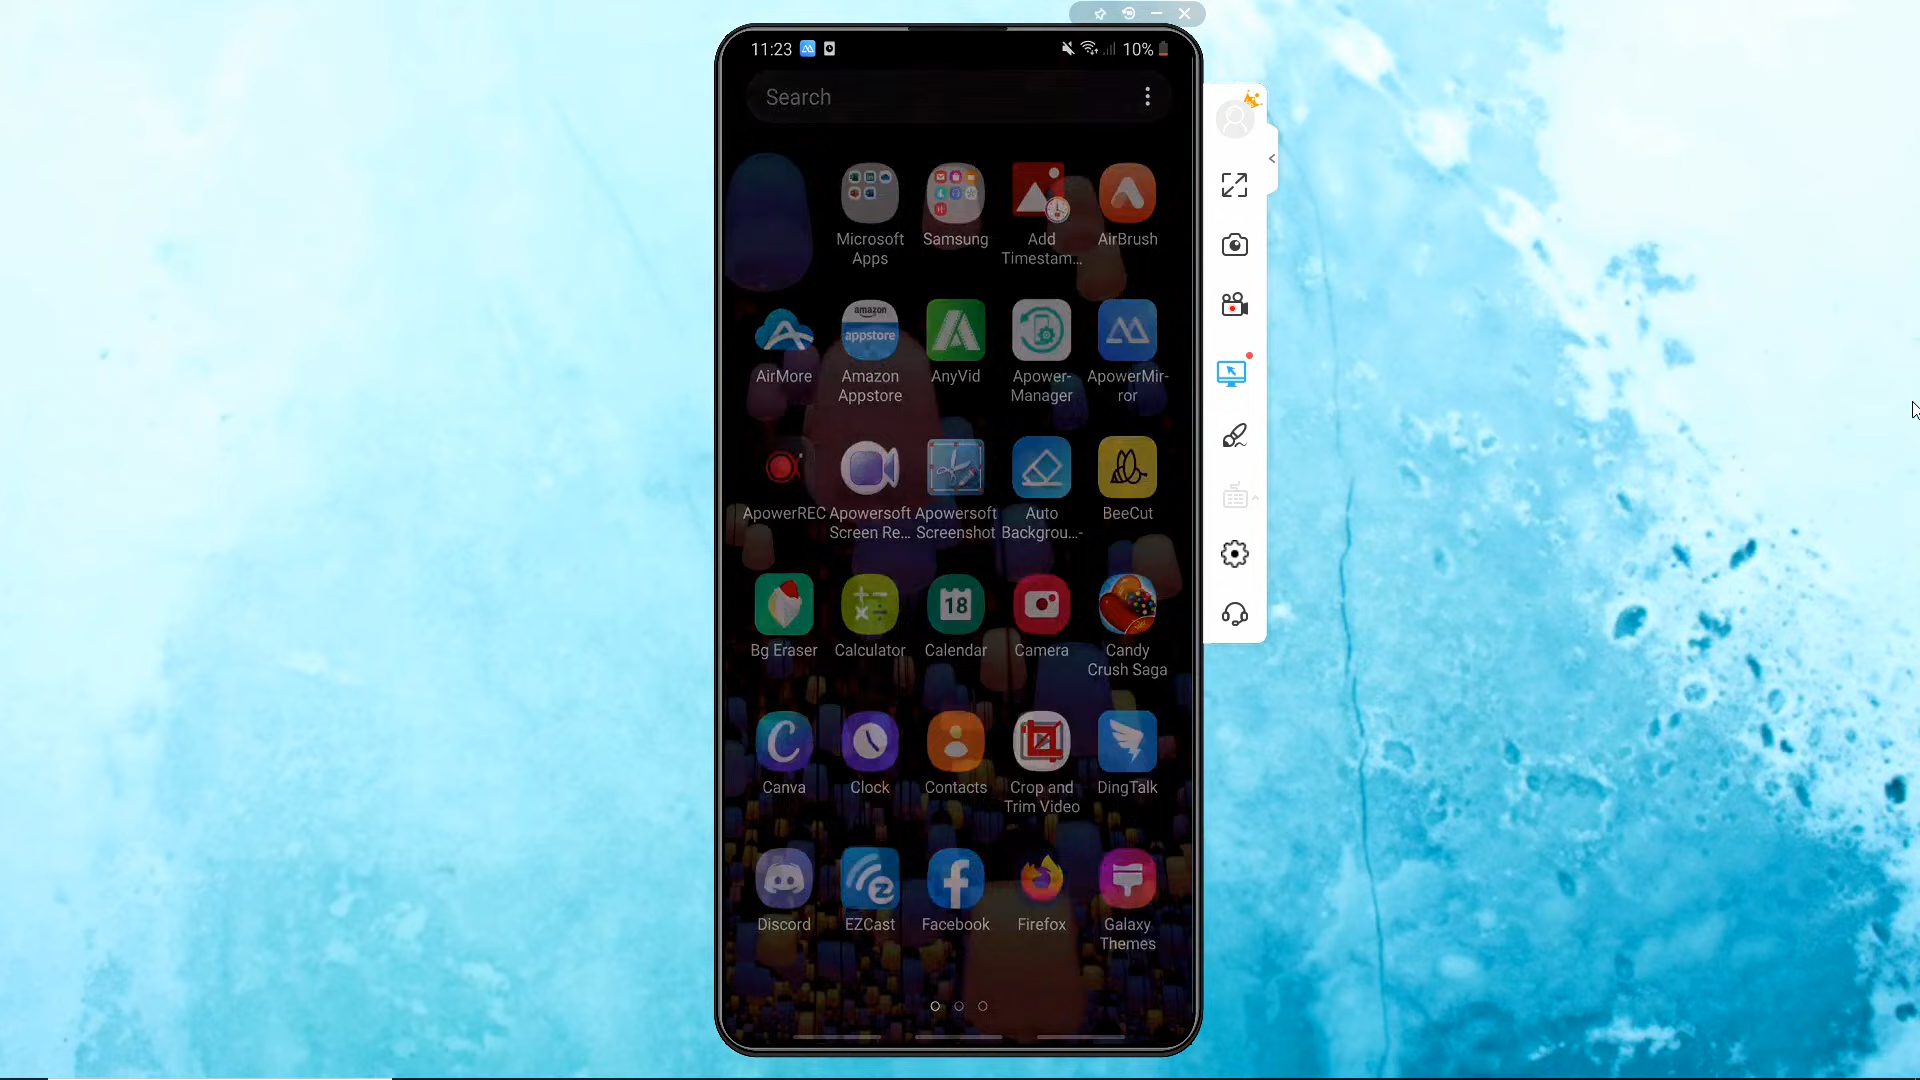 11:23
10%
Search
Microsoft Apps
Samsung
Add Timestam...
AirBrush
AirMore
amazon appstore
Amazon Appstore
AnyVid
Apower-Manager
ApowerMir-ror
ApowerREC
Apowersoft Screen Re...
Apowersoft Screenshot
Auto Backgrou...-
BeeCut
Bg Eraser
Calculator
18
Calendar
Camera
Candy Crush Saga
Canva
Clock
Contacts
Crop and Trim Video
DingTalk
Discord
EZCast
Facebook
Firefox
Galaxy Themes